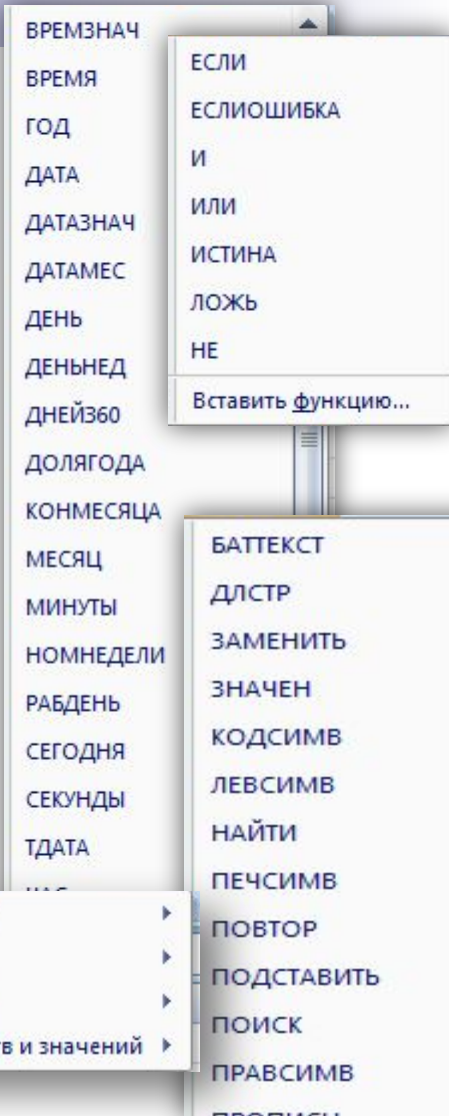 ВРЕМЗНАЧ
ВРЕМЯ
ГОД
ДАТА
ДАТАЗНАЧ
ДАТАМЕС
ДЕНЬ
ДЕНЬНЕД
ДНЕЙ360
ДОЛЯГОДА
КОНМЕСЯЦА
МЕСЯЦ
МИНУТЫ
НОМНЕДЕЛИ
РАБДЕНЬ
СЕГОДНЯ
СЕКУНДЫ
ТДАТА
ЕСЛИ
ЕСЛИОШИБКА
И
ИЛИ
ИСТИНА
ЛОЖЬ
НЕ
Вставить функцию...
БАТТЕКСТ
ДЛСТР
ЗАМЕНИТЬ
ЗНАЧЕН
КОДСИМВ
ЛЕВСИМВ
НАЙТИ
ПЕЧСИМВ
ПОВТОР
ПОДСТАВИТЬ
ПОИСК
ПРАВСИМВ
и значений